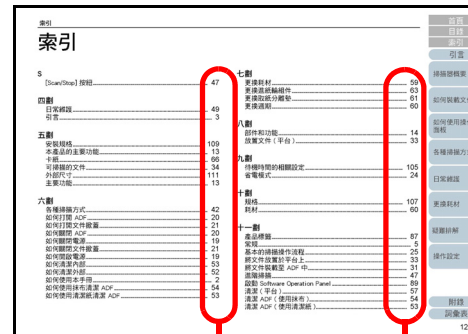 索引
索引
S
[Scan/Stop] 按鈕 47
四劃
日常維護 49
引言 3
五劃
安裝規格 109
本產品的主要功能 13
卡紙 66
可掃描的文件 34
外部尺寸 111
主要功能 13
六劃
各種掃描方式 42
如何打開 ADF 20
如何打開文件掀蓋 21
如何關閉 ADF 20
如何關閉電源 19
如何關閉文件掀蓋 21
如何開啟電源 19
如何清潔內部 53
如何清潔外部 52
如何使用本手冊 2
如何使用抹布清潔 ADF 54
如何使用清潔紙清潔 ADF 53
七劃
更換耗材 59
更換進紙輪組件 63
更換取紙分離墊 61
更換週期 60
八劃
部件和功能 14
放置文件（平台） 33
九劃
待機時間的相關設定 105
省電模式 24
十劃
規格 107
耗材 60
十一劃
產品標籤 87
常規 5
基本的掃描操作流程 25
將文件放置於平台上 33
將文件裝載至 ADF 中 31
進階掃描 47
啟動 Software Operation Panel 89
清潔（平台） 57
清潔 ADF（使用抹布） 54
清潔 ADF（使用清潔紙） 53
首頁
目錄
索引
引言
掃描器概要
如何裝載文
如何使用操作
面板
各種掃描方
日常維護
更換耗材
疑難排解
操作設定
附錄
詞彙表
12